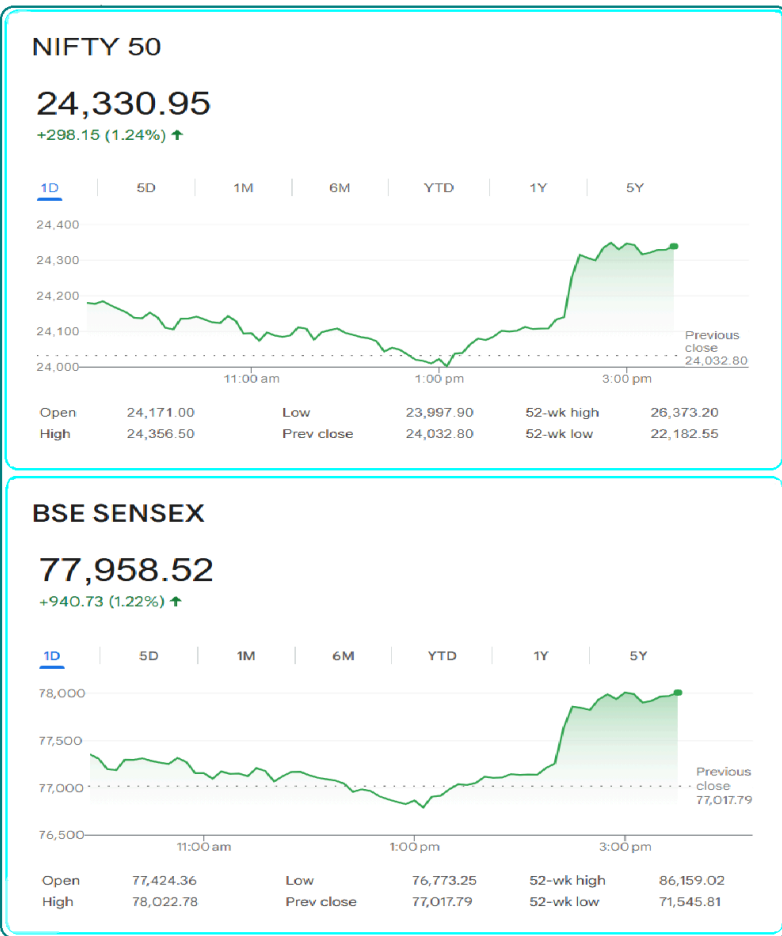 NIFTY 50
24,330.95
+298.15 (1.24%) ↑
1D 5D 1M 6M YTD 1Y 5Y
24,400
24,300
24,200
24,100
24,000
Previous
close
24,032.80
11:00 am 1:00 pm 3:00 pm
Open 24,171.00 Low 23,997.90 52-wk high 26,373.20
High 24,356.50 Prev close 24,032.80 52-wk low 22,182.55
BSE SENSEX
77,958.52
+940.73 (1.22%) ↑
1D 5D 1M 6M YTD 1Y 5Y
78,000
77,500
77,000
76,500
Previous
close
77,017.79
11:00 am 1:00 pm 3:00 pm
Open 77,424.36 Low 76,773.25 52-wk high 86,159.02
High 78,022.78 Prev close 77,017.79 52-wk low 71,545.81